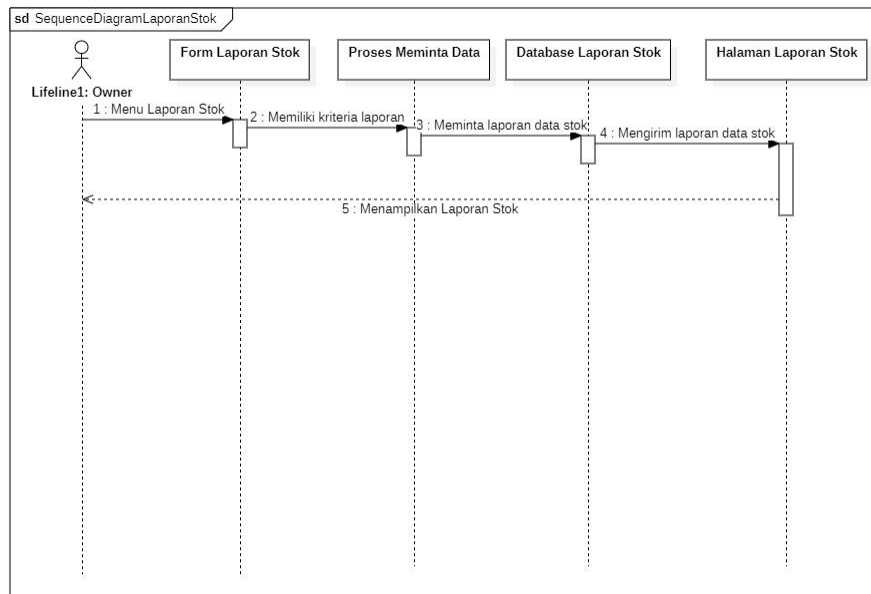 sd SequenceDiagramLaporanStok
Form Laporan Stok
Proses Meminta Data
Database Laporan Stok
Halaman Laporan Stok
Lifeline1: Owner
1 : Menu Laporan Stok
2 : Memiliki kriteria laporan
3 : Meminta laporan data stok
4 : Mengirim laporan data stok
5 : Menampilkan Laporan Stok